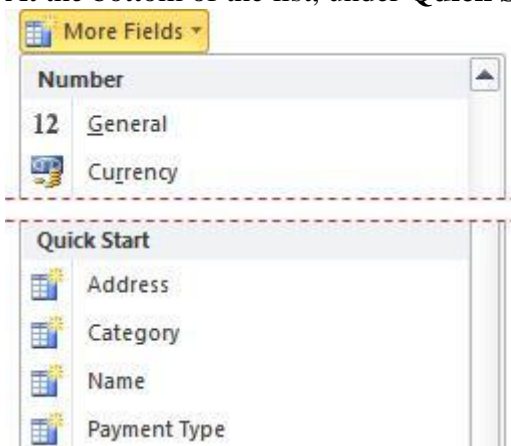 More Fields
Number
12 General
Currency
Quick Start
Address
Category
Name
Payment Type